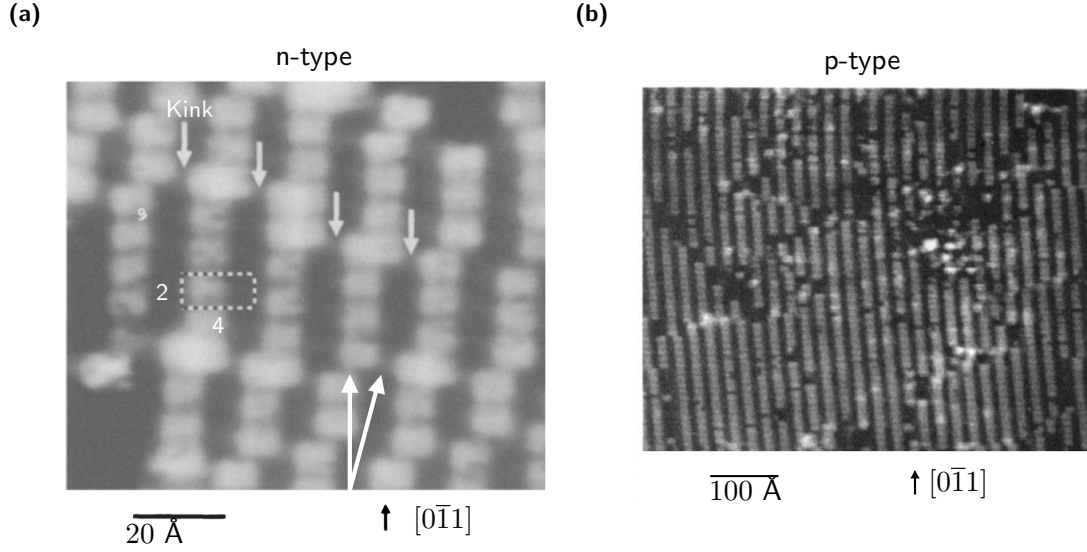 (a)
n-type
Kink
9
2
4
20 Å
[01̅1]
(b)
p-type
100 Å
[01̅1]